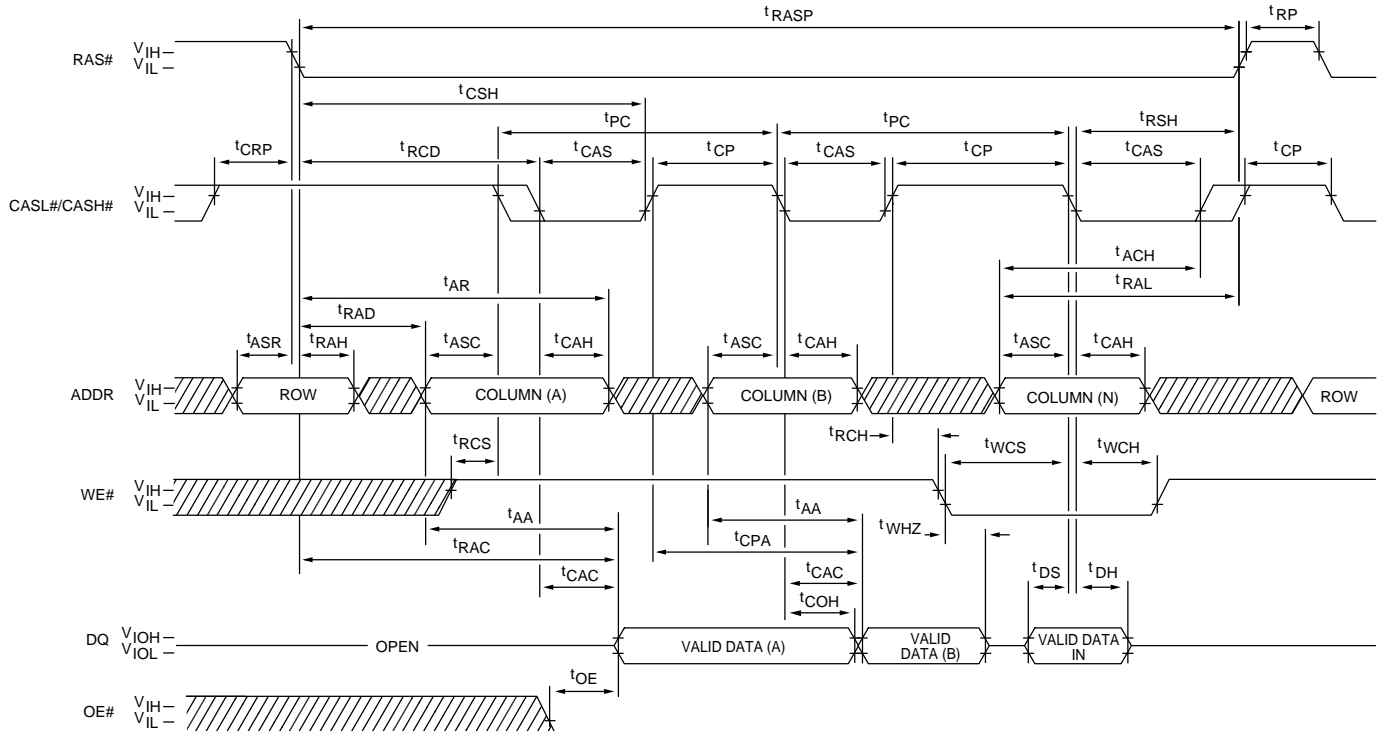 tRASP tRP
RAS# VIH VIL
tCSH
tPC tPC tRSH
tCRP tRCD tCAS tCP tCAS tCP tCAS tCP
CASL#/CASH# VIH VIL
tACH
tAR tRAL
tRAD
tASR tRAH tASC tCAH tASC tCAH tASC tCAH
ADDR VIH VIL ROW COLUMN (A) COLUMN (B) COLUMN (N) ROW
tRCS tRCH tWCS tWCH
WE# VIH VIL
tAA tAA tWHZ
tRAC tCPA
tCAC tCAC tDS tDH
tCOH
DQ VIOH VIOL OPEN VALID DATA (A) VALID DATA (B) VALID DATA IN
tOE
OE# VIH VIL